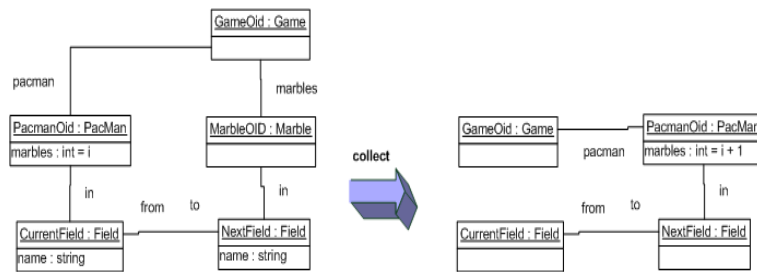 GameOid : Game
pacman
marbles
PacmanOid : PacMan
marbles : int = i
MarbleOID : Marble
in
in
from
to
CurrentField : Field
name : string
NextField : Field
name : string
collect
GameOid : Game
PacmanOid : PacMan
marbles : int = i + 1
pacman
in
from
to
CurrentField : Field
NextField : Field